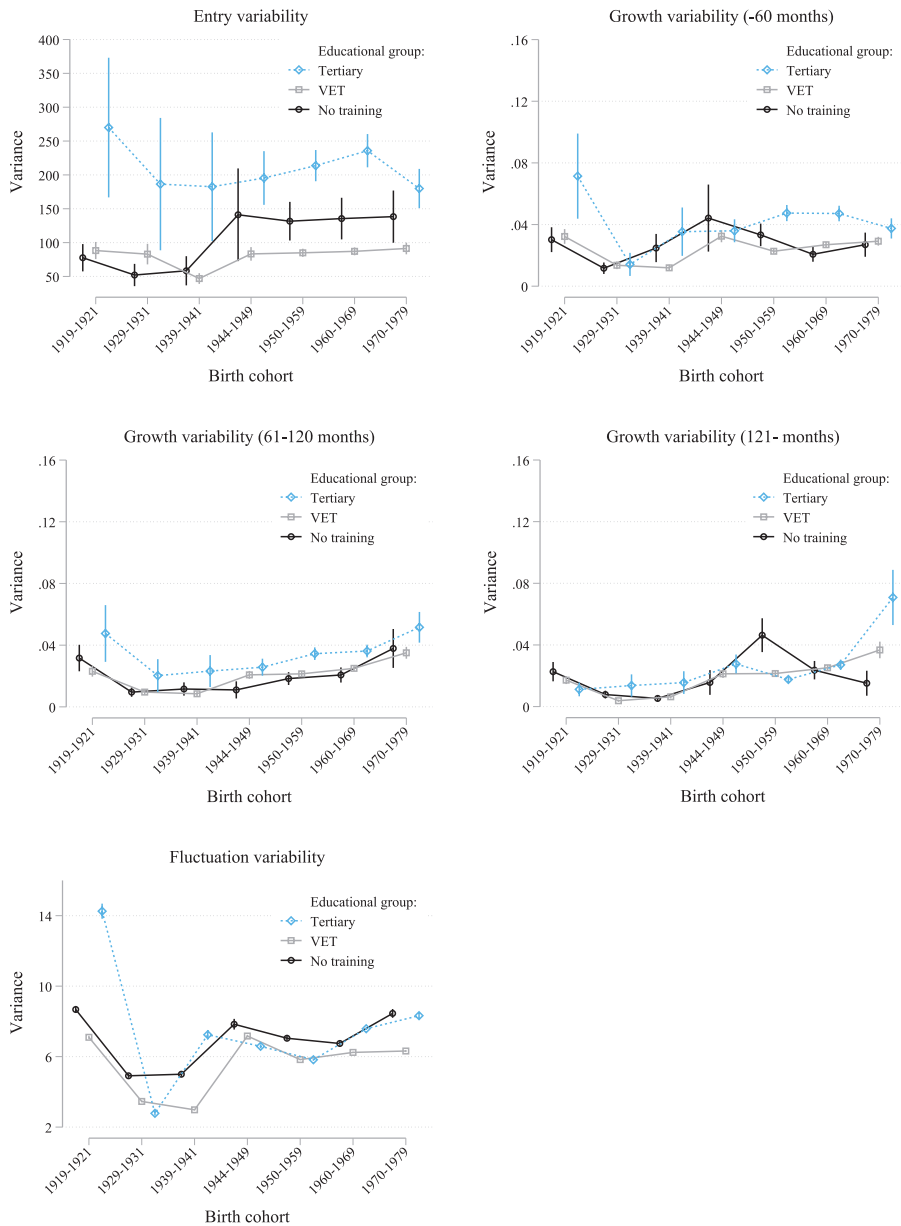 Entry variability
Educational group:
Tertiary
VET
No training
400
350
300
250
200
150
100
50
Variance
1919-1921
1929-1931
1939-1941
1944-1949
1950-1959
1960-1969
1970-1979
Birth cohort
Growth variability (-60 months)
Educational group:
Tertiary
VET
No training
.16
.12
.08
.04
0
Variance
1919-1921
1929-1931
1939-1941
1944-1949
1950-1959
1960-1969
1970-1979
Birth cohort
Growth variability (61-120 months)
Educational group:
Tertiary
VET
No training
.16
.12
.08
.04
0
Variance
1919-1921
1929-1931
1939-1941
1944-1949
1950-1959
1960-1969
1970-1979
Birth cohort
Growth variability (121- months)
Educational group:
Tertiary
VET
No training
.16
.12
.08
.04
0
Variance
1919-1921
1929-1931
1939-1941
1944-1949
1950-1959
1960-1969
1970-1979
Birth cohort
Fluctuation variability
Educational group:
Tertiary
VET
No training
14
10
6
2
Variance
1919-1921
1929-1931
1939-1941
1944-1949
1950-1959
1960-1969
1970-1979
Birth cohort